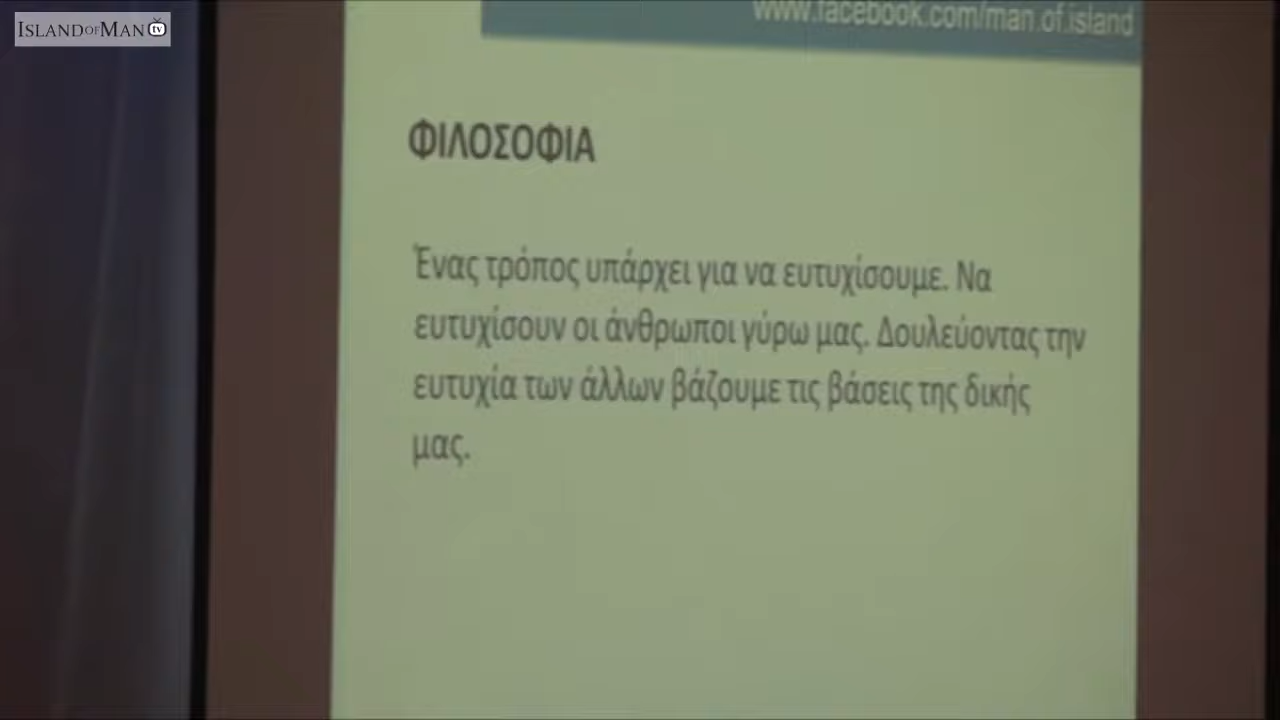 ISLAND OF MAN tv
www.facebook.com/man.of.island
ΦΙΛΟΣΟΦΙΑ
Ένας τρόπος υπάρχει για να ευτυχίσουμε. Να
ευτυχίσουν οι άνθρωποι γύρω μας. Δουλεύοντας την
ευτυχία των άλλων βάζουμε τις βάσεις της δικής
μας.